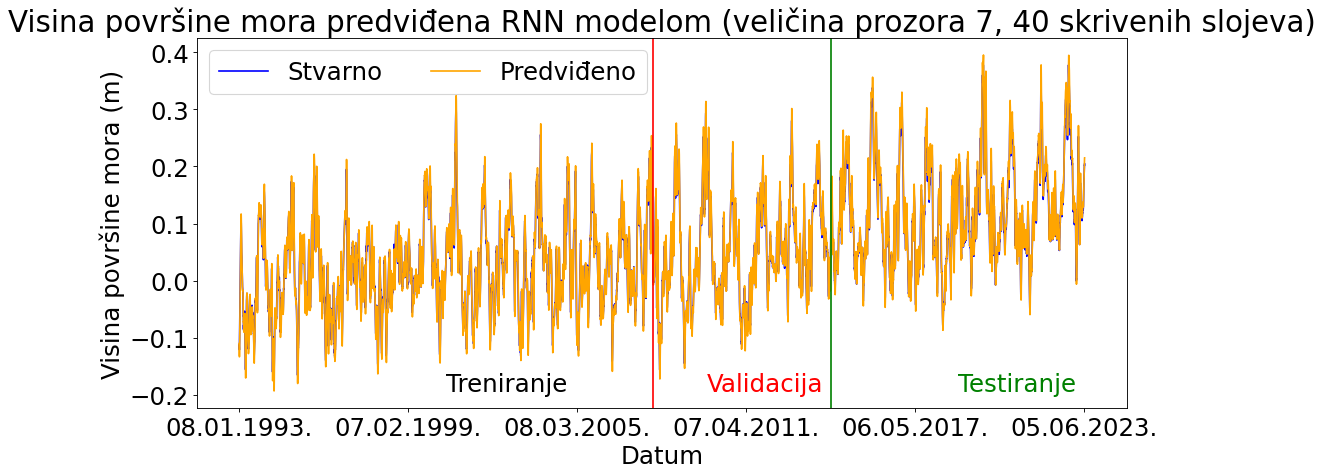 Visina površine mora predviđena RNN modelom (veličina prozora 7, 40 skrivenih slojeva)
Stvarno Predviđeno
Visina površine mora (m)
0.4
0.3
0.2
0.1
0.0
−0.1
−0.2
Treniranje Validacija Testiranje
08.01.1993. 07.02.1999. 08.03.2005. 07.04.2011. 06.05.2017. 05.06.2023.
Datum